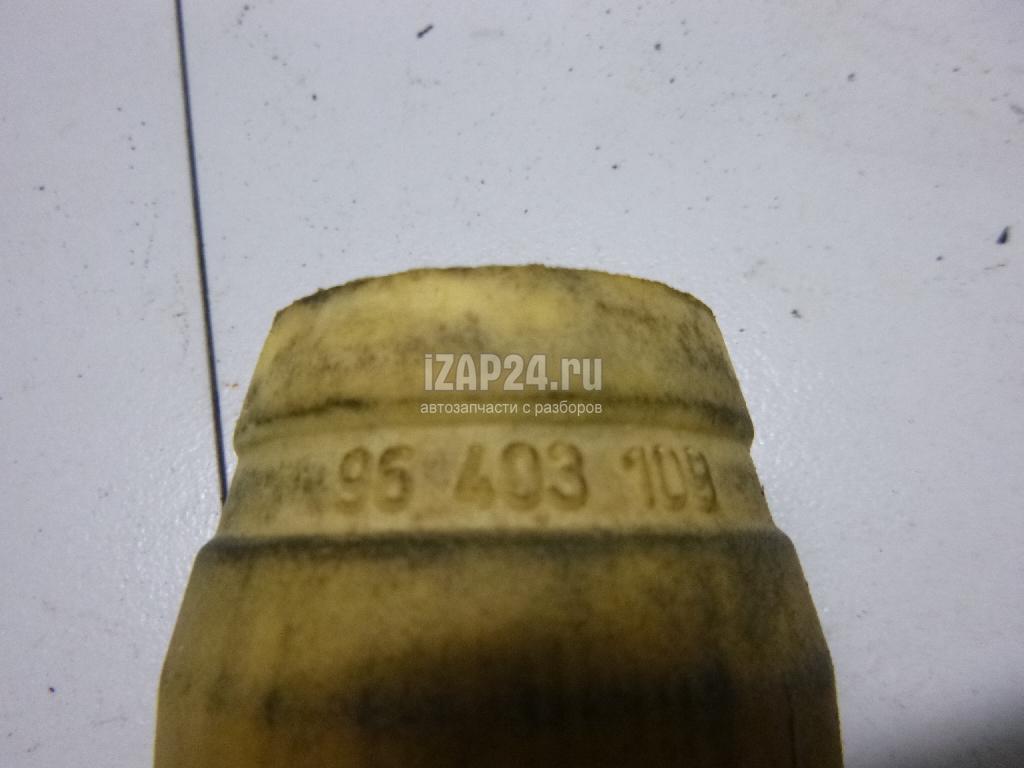 iZAP24.ru
автозапчасти с разборов
96 403 109